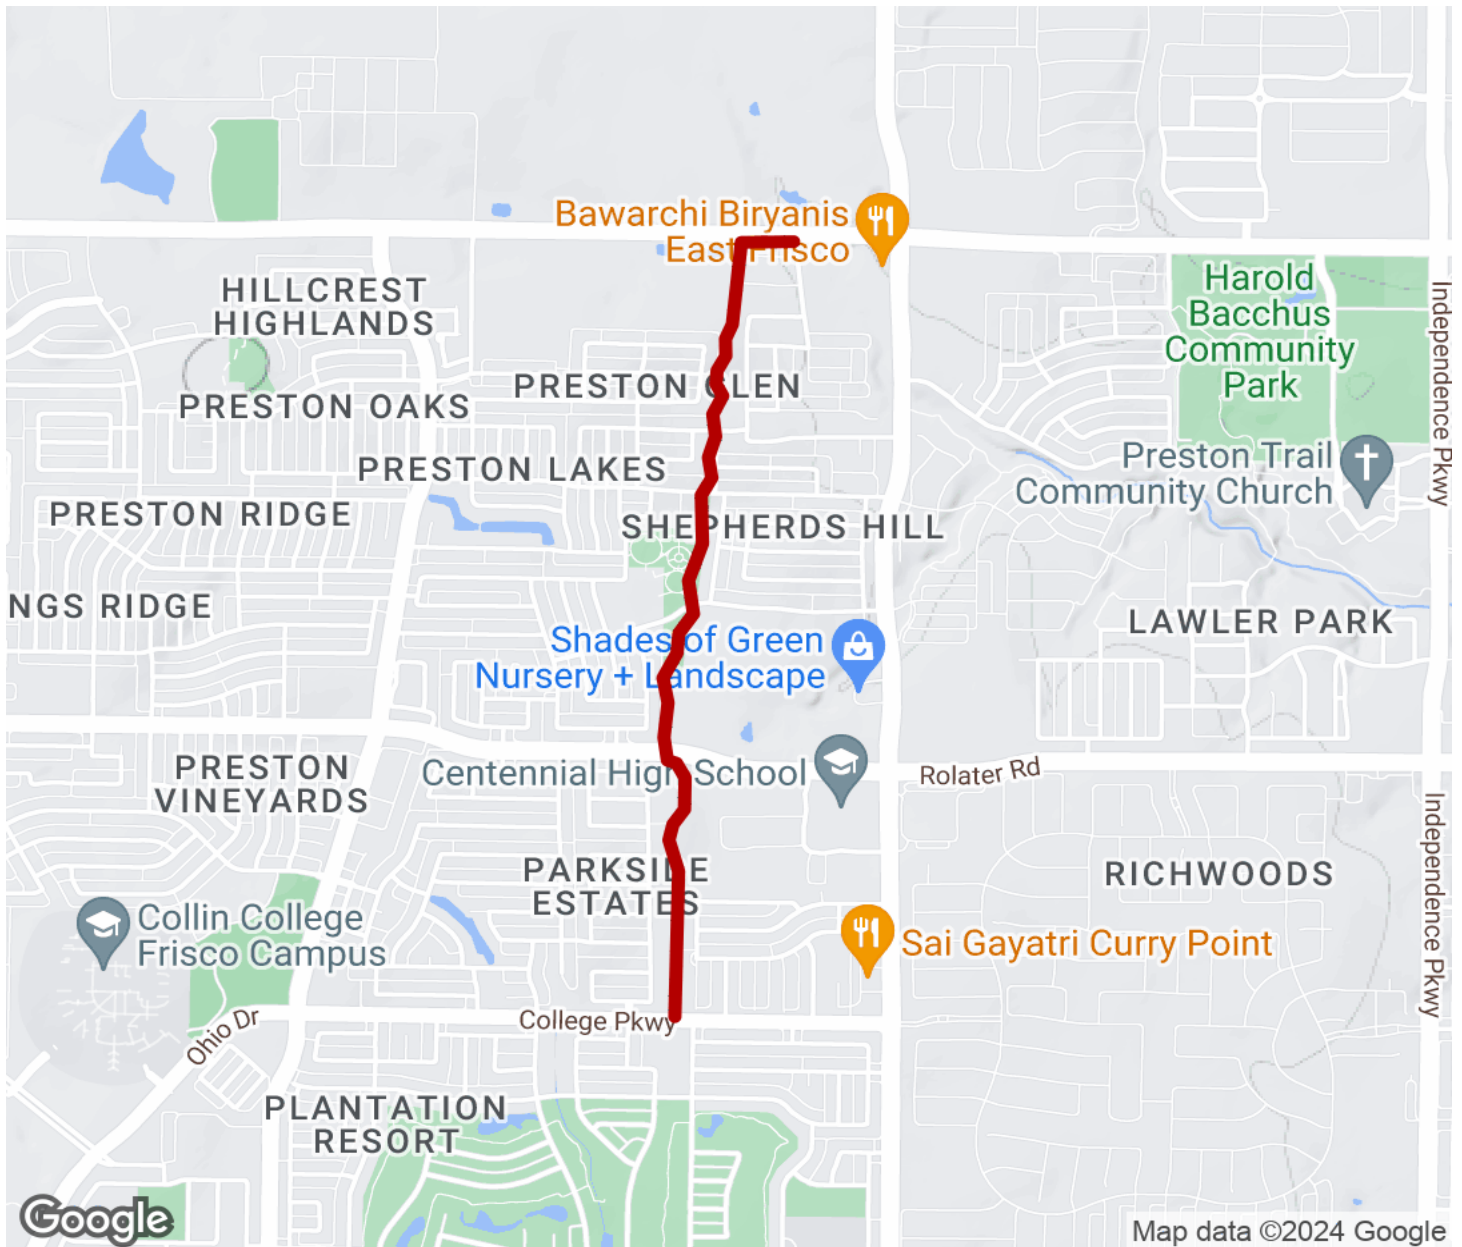 Bawarchi Biryanis
East Frisco
HILLCREST
HIGHLANDS
Harold
Bacchus
Community
Park
Independence Pkwy
PRESTON GLEN
PRESTON OAKS
PRESTON LAKES
Preston Trail
Community Church
PRESTON RIDGE
SHEPHERDS HILL
NGS RIDGE
LAWLER PARK
Shades of Green
Nursery + Landscape
PRESTON
VINEYARDS
Centennial High School
Rolater Rd
Independence Pkwy
PARKSIDE
ESTATES
RICHWOODS
Collin College
Frisco Campus
Sai Gayatri Curry Point
Ohio Dr
College Pkwy
PLANTATION
RESORT
Google
Map data ©2024 Google